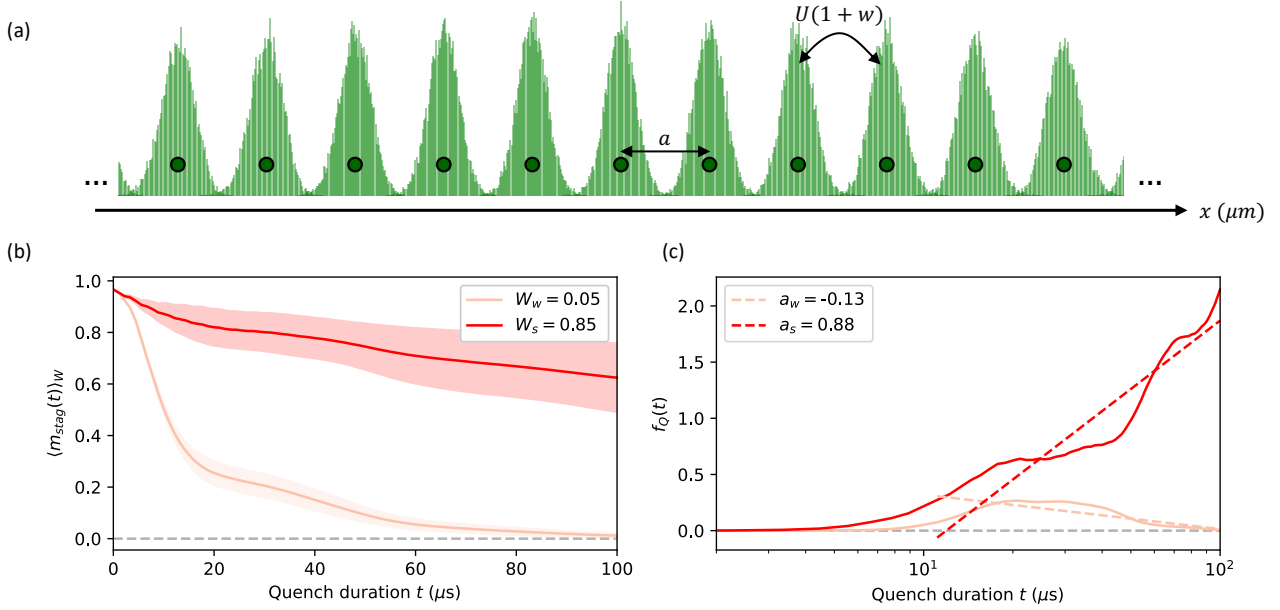 (a)
U(1 + w)
a
... ...
x (μm)
(b)
(c)
⟨m_stag(t)⟩_W
1.0
0.8
0.6
0.4
0.2
0.0
W_w = 0.05
W_s = 0.85
0 20 40 60 80 100
Quench duration t (μs)
f_Q(t)
2.0
1.5
1.0
0.5
0.0
a_w = -0.13
a_s = 0.88
10^1 10^2
Quench duration t (μs)